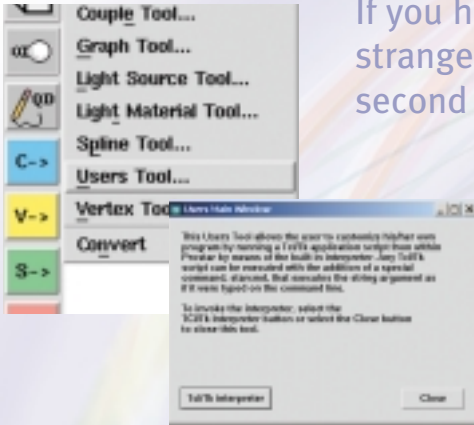 If you h
strange
second
Couple Tool...
Graph Tool...
Light Source Tool...
Light Material Tool...
Spline Tool...
Users Tool...
Vertex Too
Convert
QD
C->
V->
S->
Users Main Window
This Users Tool allows the user to customize his/her own
program by running a Tcl/Tk application script from within
Prostar by means of the built in interpreter. Any Tcl/Tk
script can be executed with the addition of a special
command, starcmd, that executes the string argument as
if it were typed on the command line.
To invoke the interpreter, select the
Tcl/Tk interpreter button or select the Close button
to close this tool.
Tcl/Tk interpreter
Close